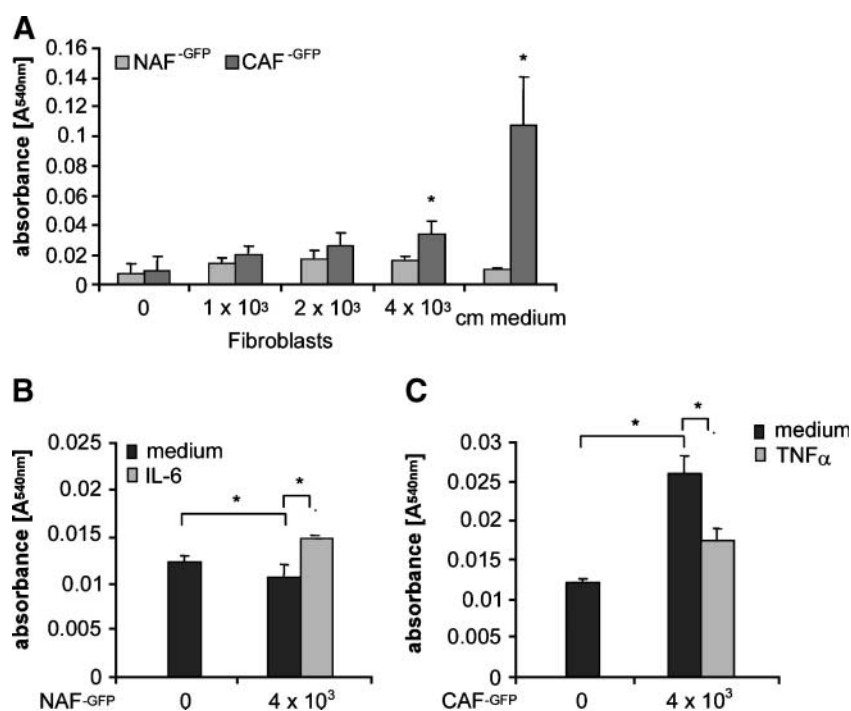 A
absorbance [A540nm]
0.16
0.14
0.12
0.1
0.08
0.06
0.04
0.02
0
NAF-GFP CAF-GFP
*
*
0 1 x 10³ 2 x 10³ 4 x 10³ cm medium
Fibroblasts
B
absorbance [A540nm]
0.025
0.02
0.015
0.01
0.005
0
medium
IL-6
*
*
NAF-GFP 0 4 x 10³
C
absorbance [A540nm]
0.03
0.025
0.02
0.015
0.01
0.005
0
medium
TNFα
*
*
CAF-GFP 0 4 x 10³